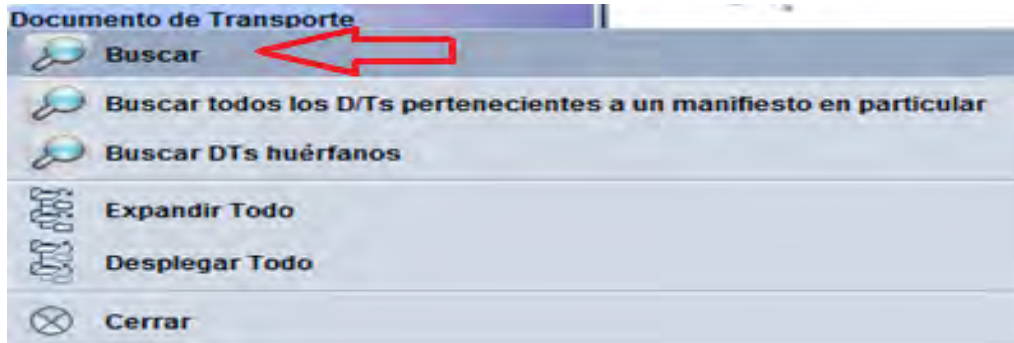 Documento de Transporte
Buscar
Buscar todos los D/Ts pertenecientes a un manifiesto en particular
Buscar DTs huérfanos
Expandir Todo
Desplegar Todo
Cerrar